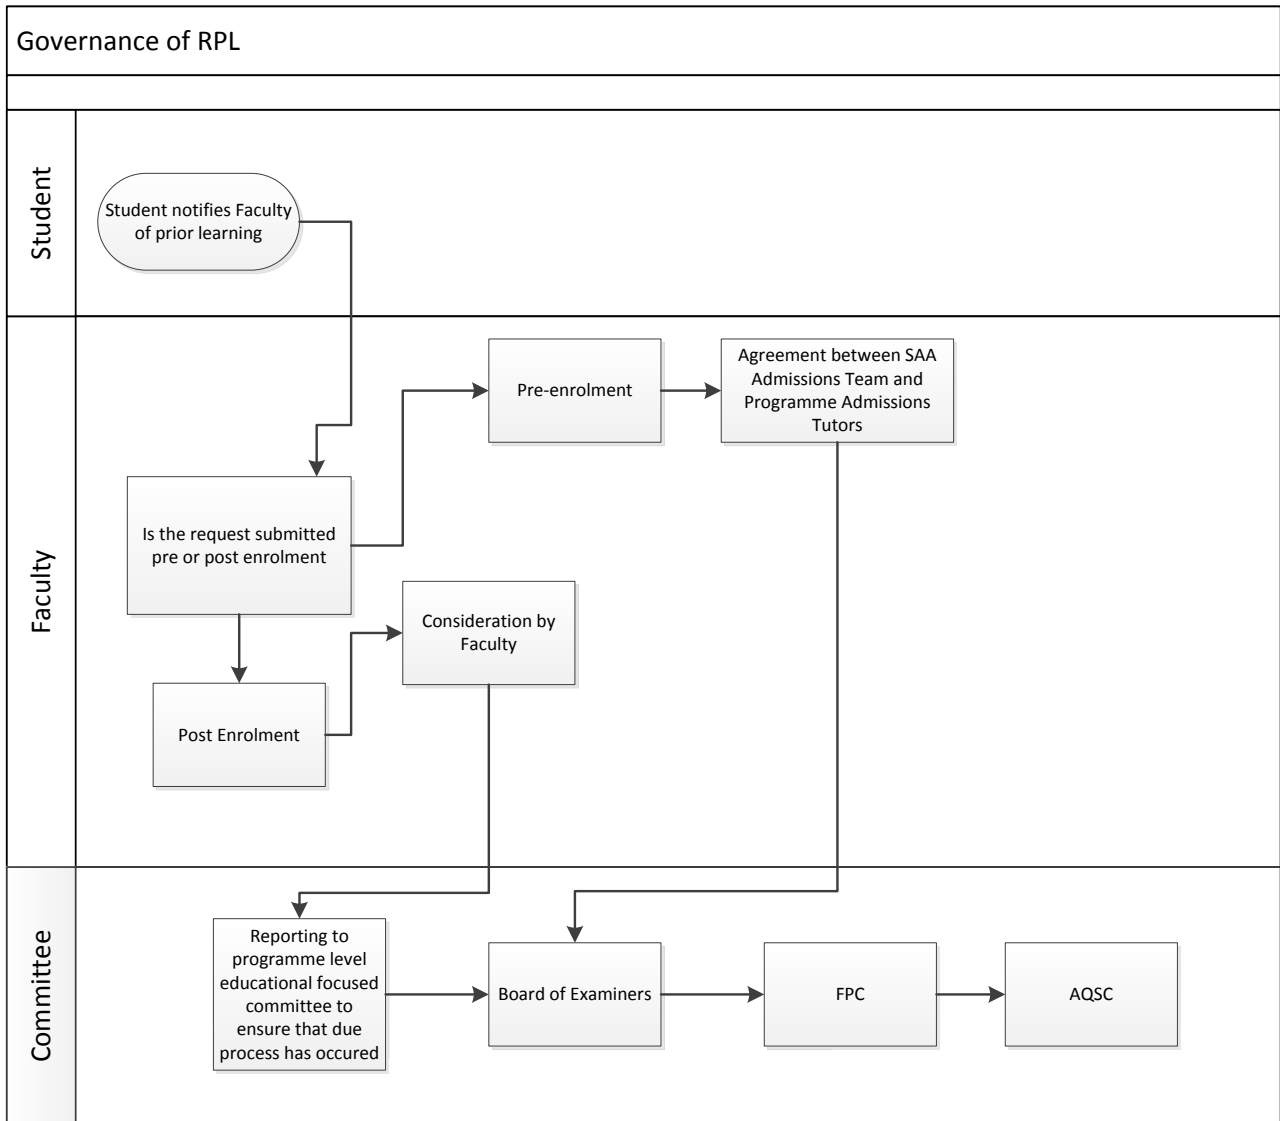 Governance of RPL
Student
Student notifies Faculty
of prior learning
Faculty
Pre-enrolment
Agreement between SAA
Admissions Team and
Programme Admissions
Tutors
Is the request submitted
pre or post enrolment
Consideration by
Faculty
Post Enrolment
Committee
Reporting to
programme level
educational focused
committee to
ensure that due
process has occured
Board of Examiners
FPC
AQSC